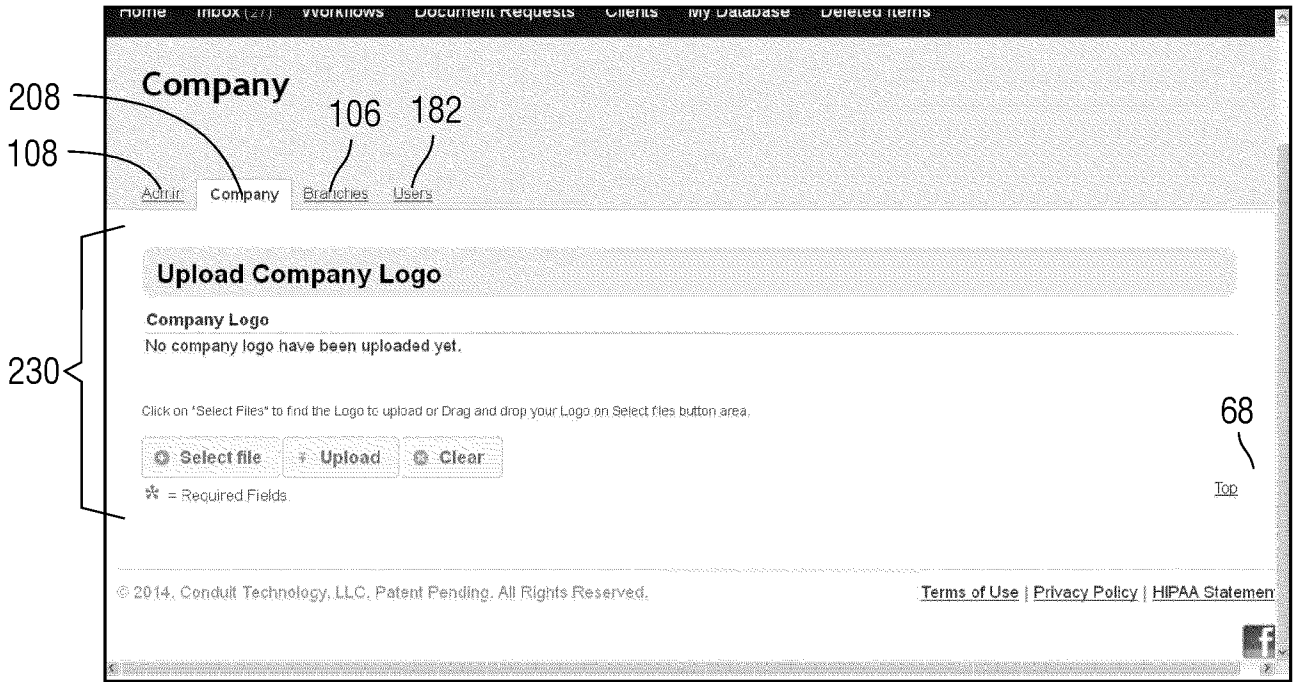 Home Inbox (27) Workflows Document Requests Clients My Database Deleted Items
Company
208
106 182
108
Admin Company Branches Users
Upload Company Logo
Company Logo
No company logo have been uploaded yet.
230
Click on "Select Files" to find the Logo to upload or Drag and drop your Logo on Select files button area.
68
Select file Upload Clear
* = Required Fields
Top
© 2014, Conduit Technology, LLC, Patent Pending. All Rights Reserved.
Terms of Use | Privacy Policy | HIPAA Statemen
f